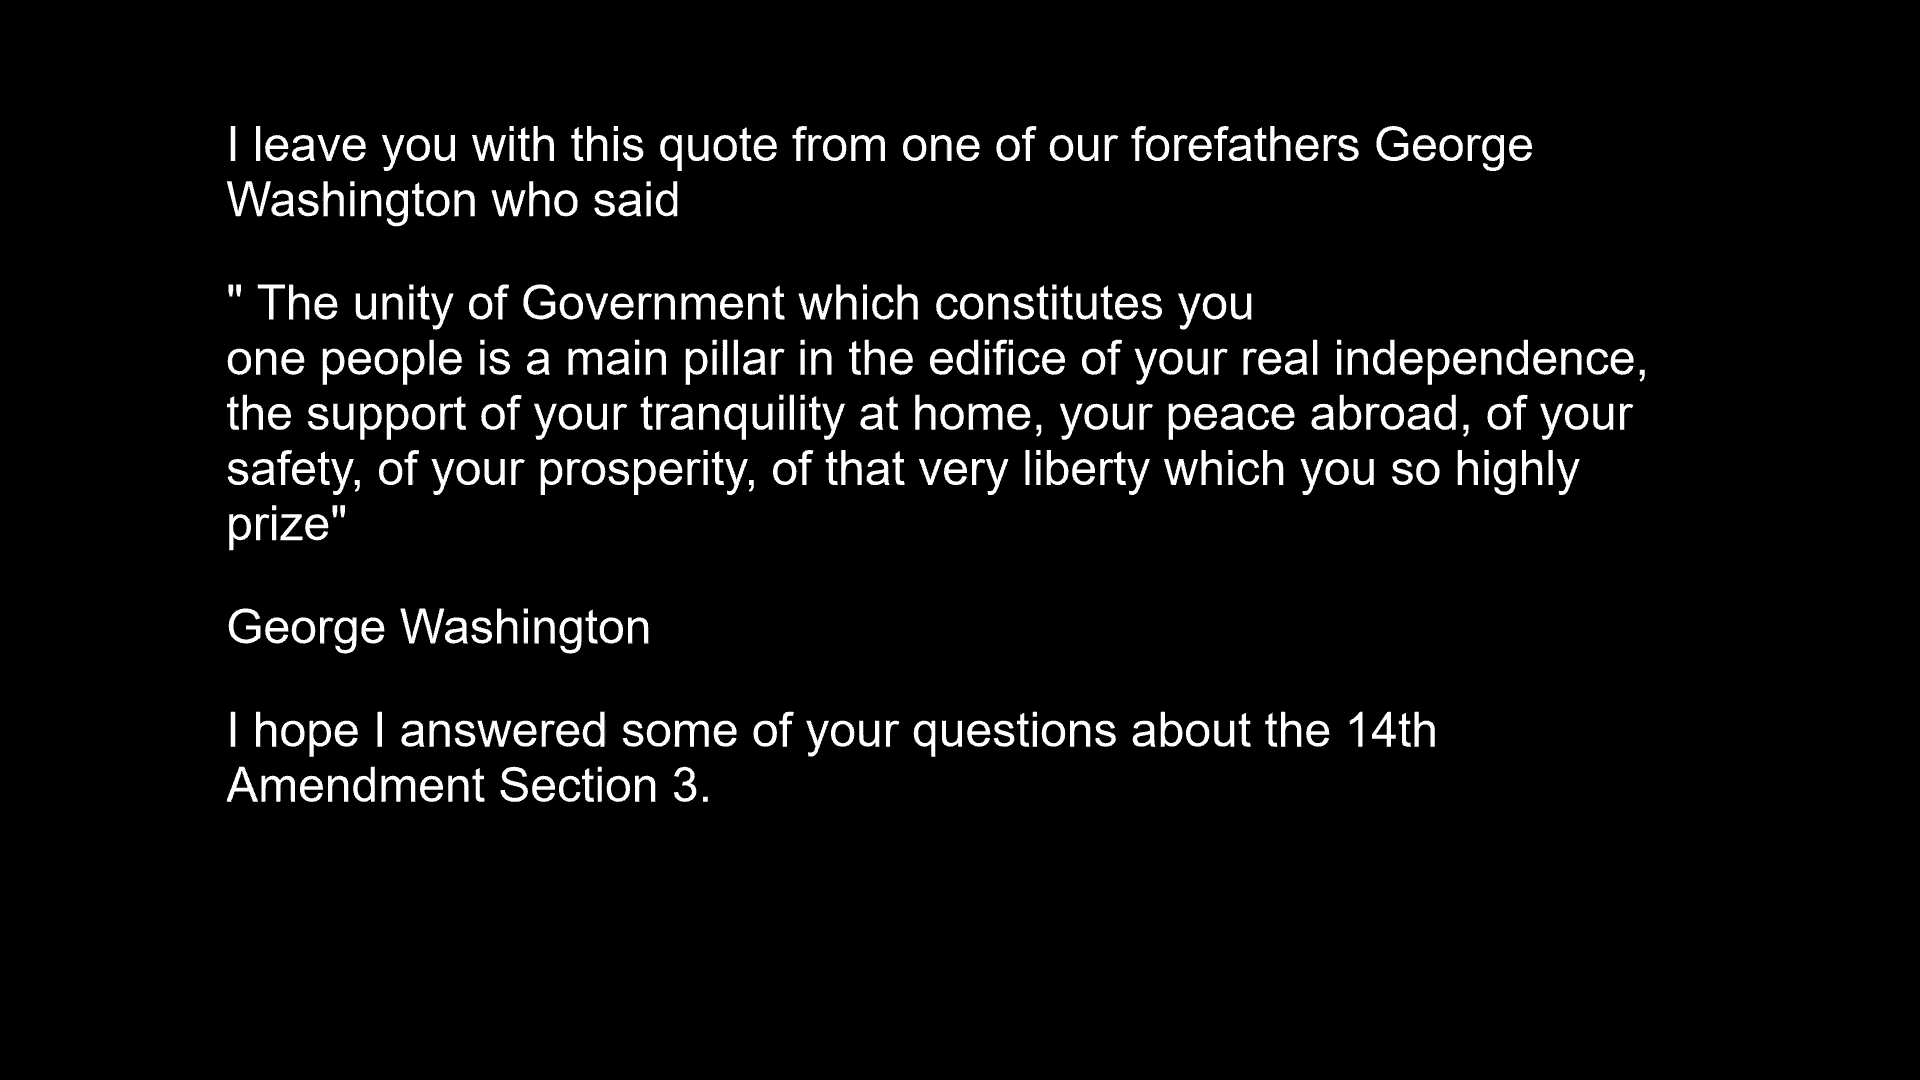 I leave you with this quote from one of our forefathers George
Washington who said
" The unity of Government which constitutes you
one people is a main pillar in the edifice of your real independence,
the support of your tranquility at home, your peace abroad, of your
safety, of your prosperity, of that very liberty which you so highly
prize"
George Washington
I hope I answered some of your questions about the 14th
Amendment Section 3.